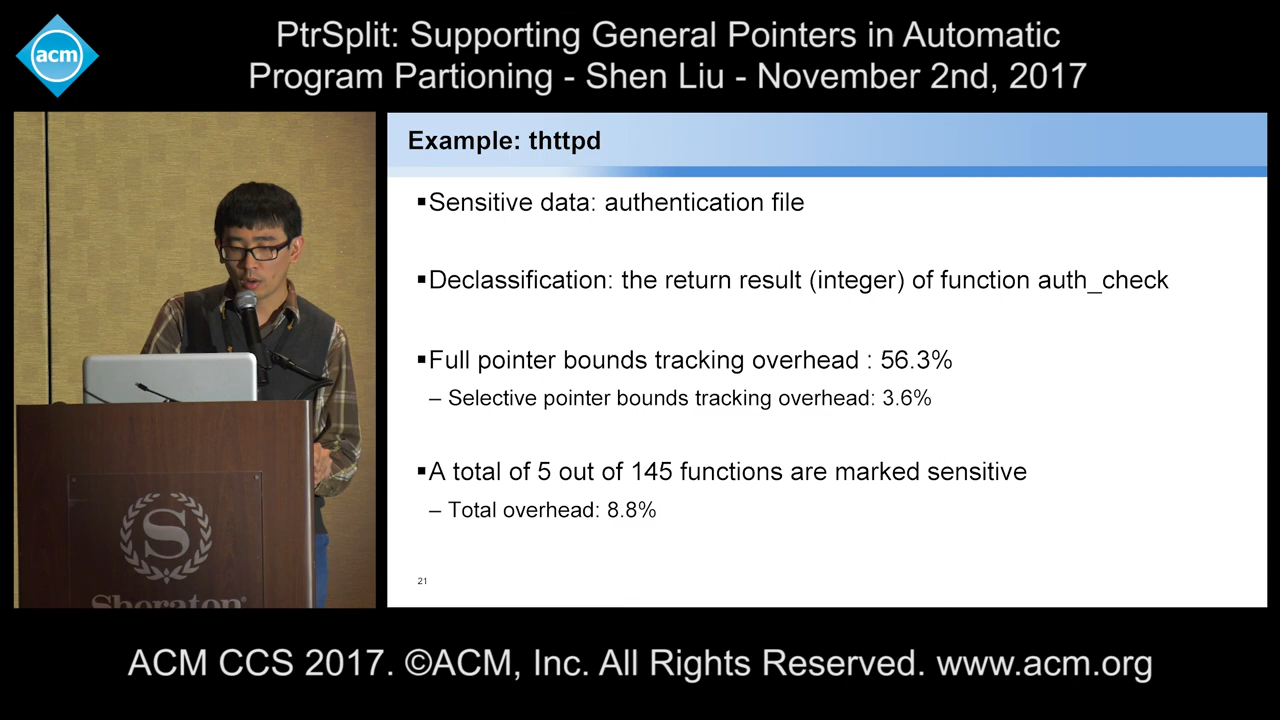 acm
PtrSplit: Supporting General Pointers in Automatic
Program Partioning - Shen Liu - November 2nd, 2017
Example: thttpd
▪Sensitive data: authentication file
▪Declassification: the return result (integer) of function auth_check
▪Full pointer bounds tracking overhead : 56.3%
– Selective pointer bounds tracking overhead: 3.6%
▪A total of 5 out of 145 functions are marked sensitive
– Total overhead: 8.8%
21
S
Sheraton
ACM CCS 2017. ©ACM, Inc. All Rights Reserved. www.acm.org